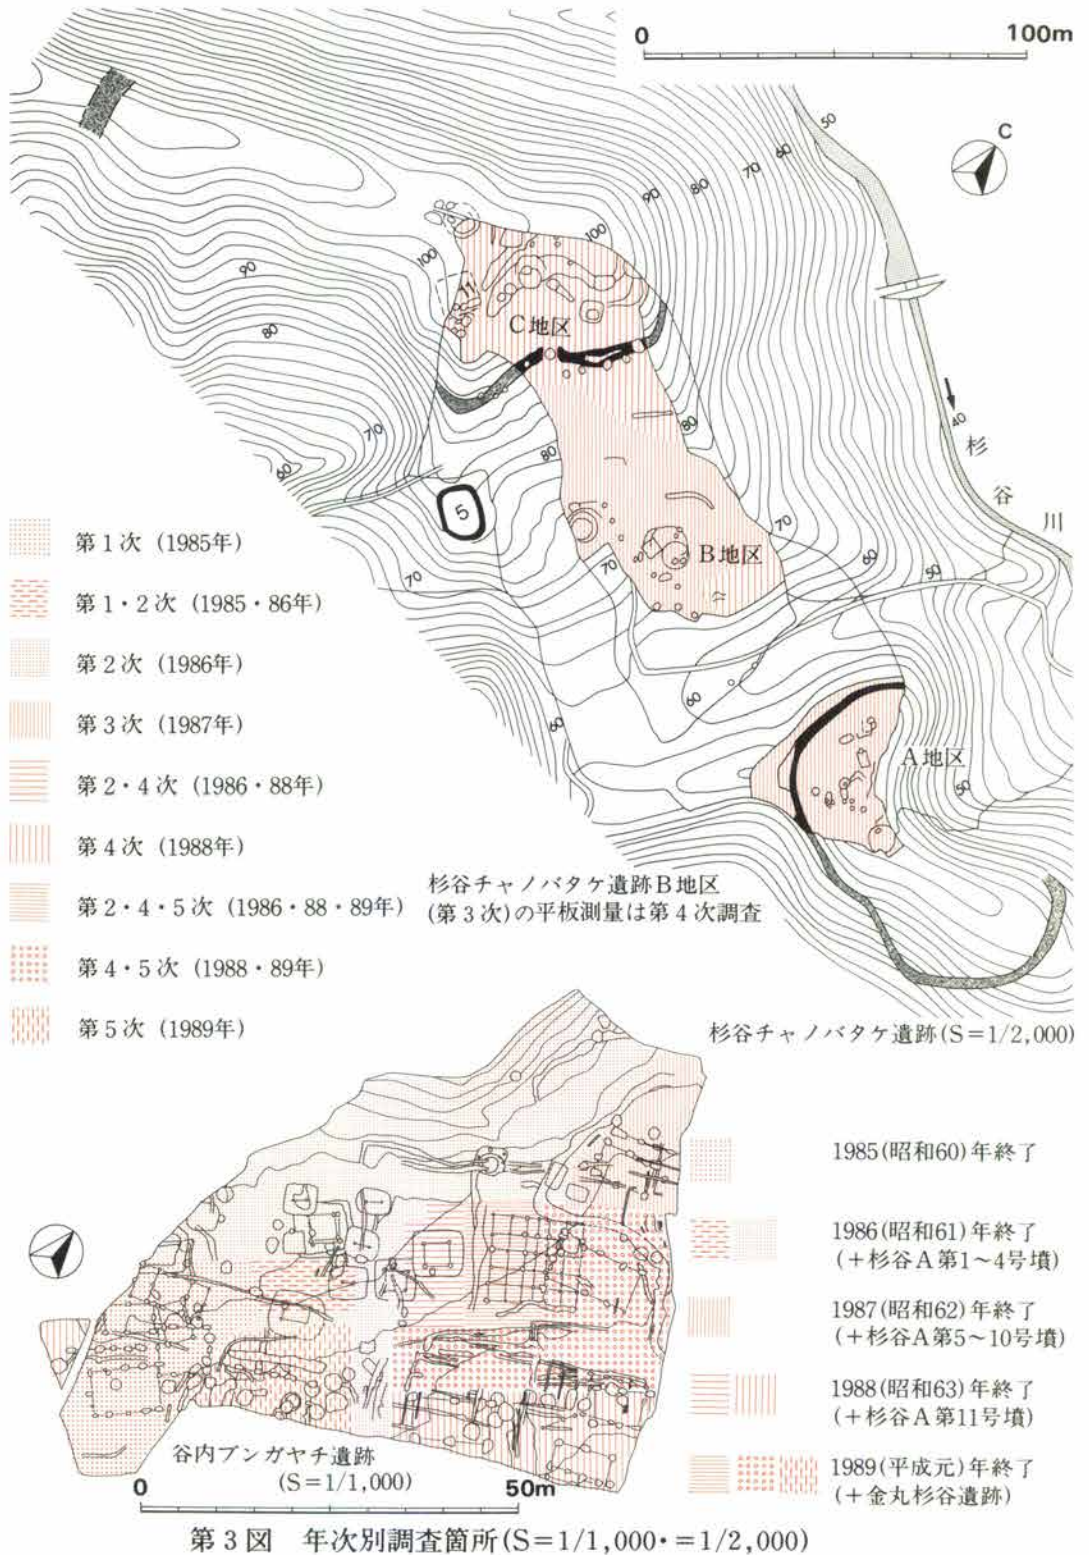 0 100m
C
50
60
70
80
90
100
100
90
80
11
C地区
40
杉谷川
70
60
80
80
5
70
B地区
70
70
60
50
60
60
A地区
50
第1次 (1985年)
第1・2次 (1985・86年)
第2次 (1986年)
第3次 (1987年)
第2・4次 (1986・88年)
第4次 (1988年)
第2・4・5次 (1986・88・89年)
第4・5次 (1988・89年)
第5次 (1989年)
杉谷チャノバタケ遺跡B地区
(第3次)の平板測量は第4次調査
杉谷チャノバタケ遺跡(S=1/2,000)
1985(昭和60)年終了
1986(昭和61)年終了
(+杉谷A第1~4号墳)
1987(昭和62)年終了
(+杉谷A第5~10号墳)
1988(昭和63)年終了
(+杉谷A第11号墳)
1989(平成元)年終了
(+金丸杉谷遺跡)
谷内ブンガヤチ遺跡
(S=1/1,000)
0 50m
第3図 年次別調査箇所(S=1/1,000・=1/2,000)